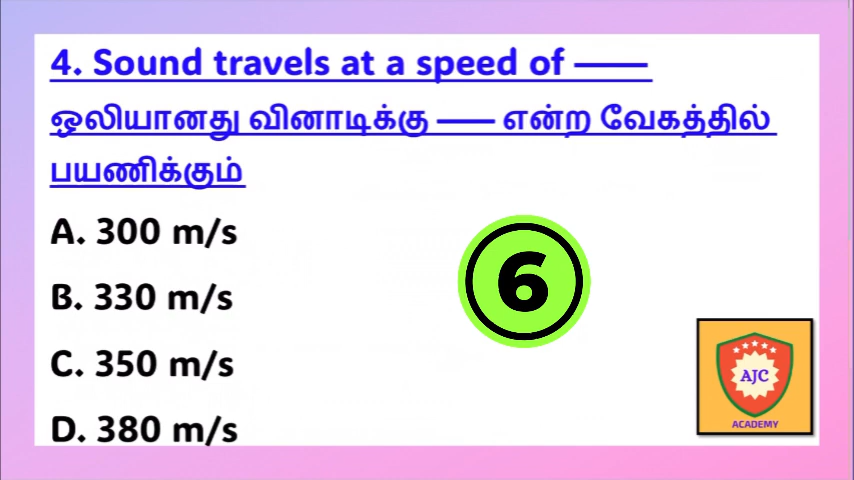 4. Sound travels at a speed of ——
ஒலியானது வினாடிக்கு —— என்ற வேகத்தில்
பயணிக்கும்
A. 300 m/s
B. 330 m/s
C. 350 m/s
D. 380 m/s
6
AJC
ACADEMY